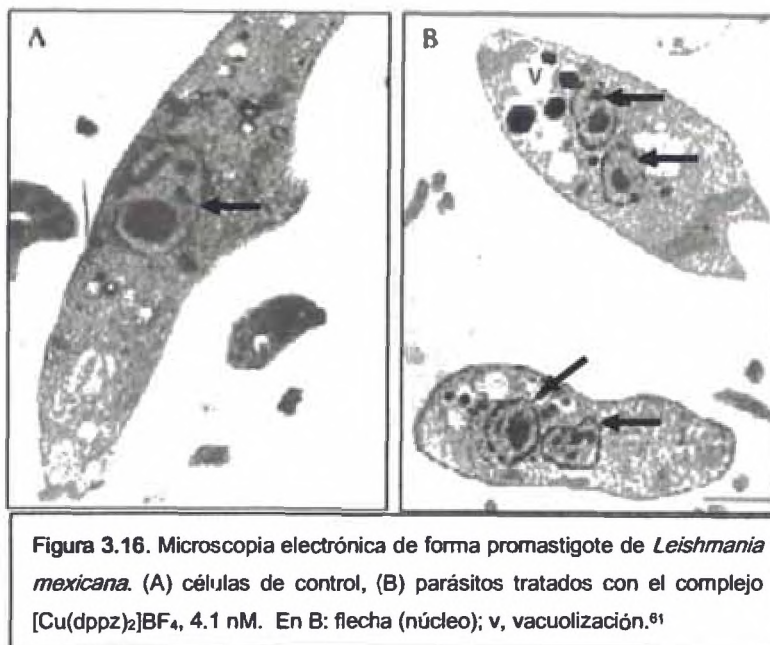 A
B
V
Figura 3.16. Microscopia electrónica de forma promastigote de Leishmania
mexicana. (A) células de control, (B) parásitos tratados con el complejo
[Cu(dppz)₂]BF₄, 4.1 nM. En B: flecha (núcleo); v, vacuolización.⁶¹